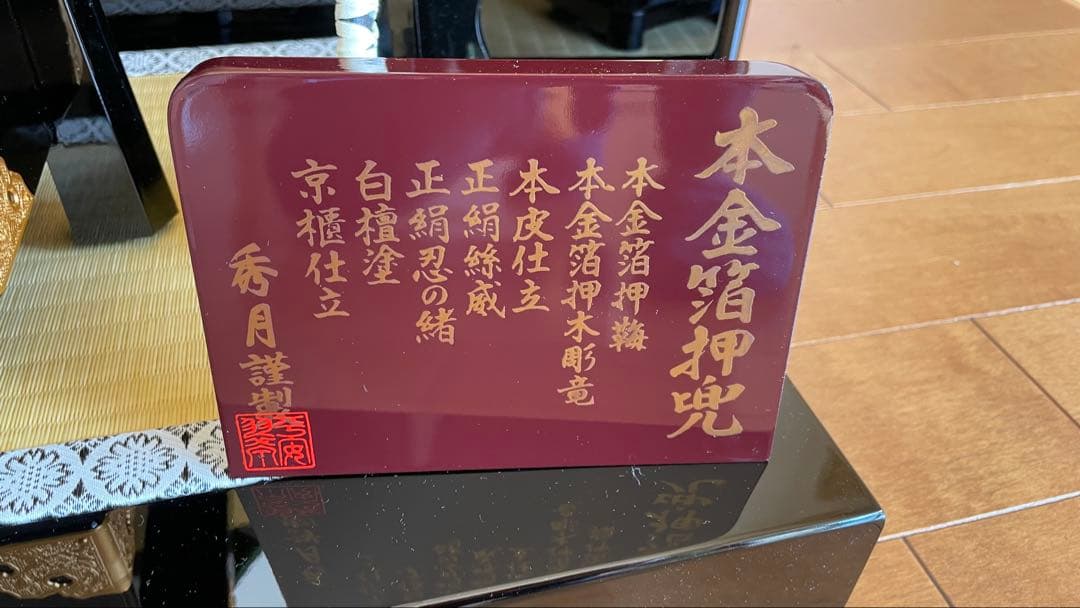 本金箔押兜
本金箔押鞠
本金箔押木彫竜
本皮仕立
正絹絲威
正絹忍の緒
白檀塗
京櫃仕立
秀月謹製